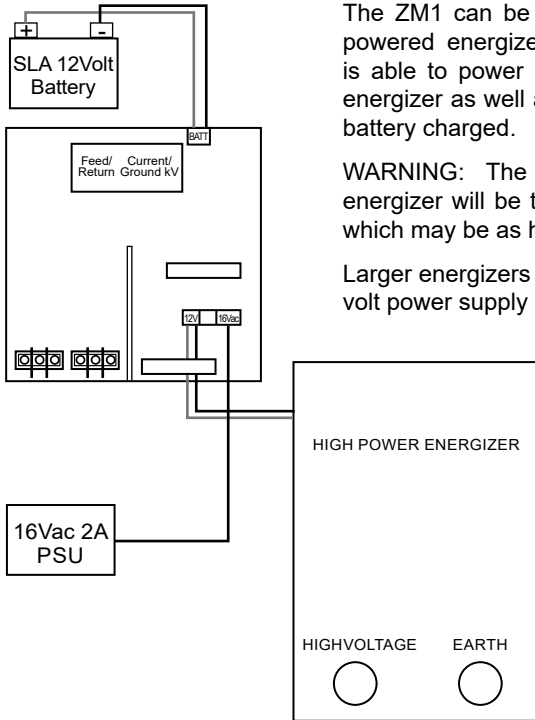 The ZM1 can be
powered energize
is able to power
energizer as well a
battery charged.
WARNING: The
energizer will be t
which may be as h
Larger energizers
volt power supply
+ -
SLA 12Volt
Battery
BATT
Feed/ Current/
Return Ground kV
12V 16Vac
HIGH POWER ENERGIZER
16Vac 2A
PSU
HIGHVOLTAGE EARTH